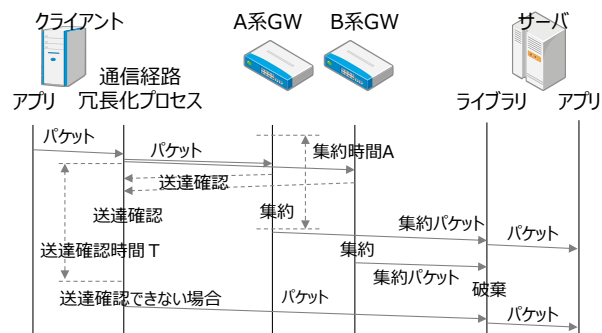 クライアント
A系GW
B系GW
サーバ
アプリ
通信経路
冗長化プロセス
ライブラリ
アプリ
パケット
パケット
集約時間A
送達確認
送達確認
集約
集約パケット
パケット
送達確認時間T
集約
集約パケット
破棄
送達確認できない場合
パケット
パケット